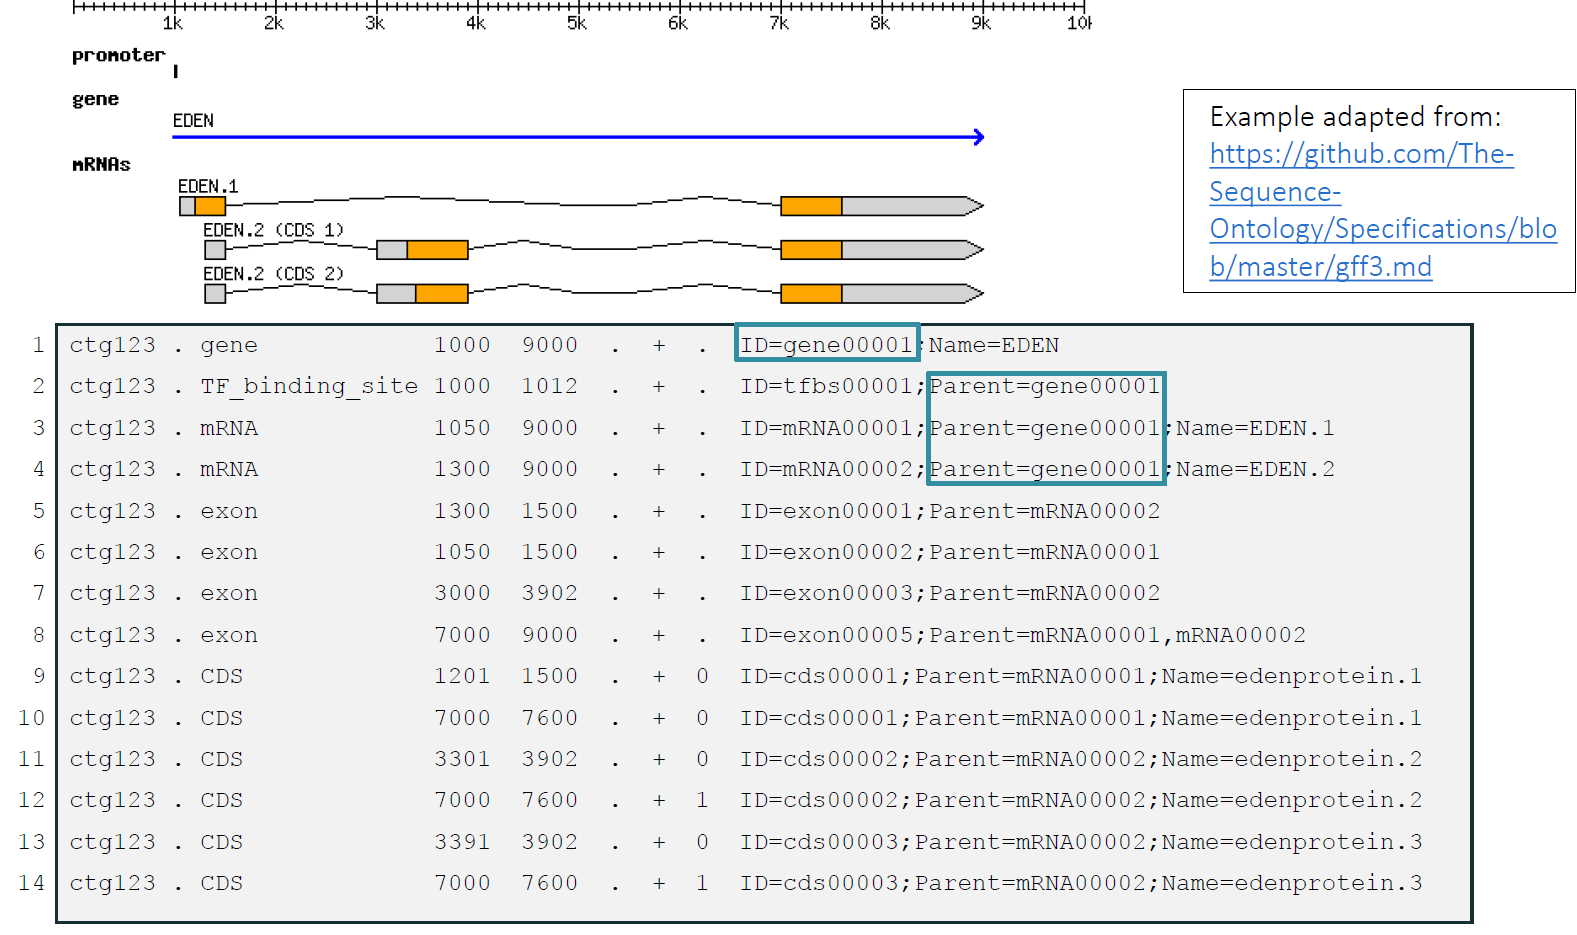 1k 2k 3k 4k 5k 6k 7k 8k 9k 10k
promoter
gene
EDEN
mRNAs
EDEN.1
EDEN.2 (CDS 1)
EDEN.2 (CDS 2)
Example adapted from:
https://github.com/The-
Sequence-
Ontology/Specifications/blo
b/master/gff3.md
1 ctg123 . gene 1000 9000 . + . ID=gene00001;Name=EDEN
2 ctg123 . TF_binding_site 1000 1012 . + . ID=tfbs00001;Parent=gene00001
3 ctg123 . mRNA 1050 9000 . + . ID=mRNA00001;Parent=gene00001;Name=EDEN.1
4 ctg123 . mRNA 1300 9000 . + . ID=mRNA00002;Parent=gene00001;Name=EDEN.2
5 ctg123 . exon 1300 1500 . + . ID=exon00001;Parent=mRNA00002
6 ctg123 . exon 1050 1500 . + . ID=exon00002;Parent=mRNA00001
7 ctg123 . exon 3000 3902 . + . ID=exon00003;Parent=mRNA00002
8 ctg123 . exon 7000 9000 . + . ID=exon00005;Parent=mRNA00001,mRNA00002
9 ctg123 . CDS 1201 1500 . + 0 ID=cds00001;Parent=mRNA00001;Name=edenprotein.1
10 ctg123 . CDS 7000 7600 . + 0 ID=cds00001;Parent=mRNA00001;Name=edenprotein.1
11 ctg123 . CDS 3301 3902 . + 0 ID=cds00002;Parent=mRNA00002;Name=edenprotein.2
12 ctg123 . CDS 7000 7600 . + 1 ID=cds00002;Parent=mRNA00002;Name=edenprotein.2
13 ctg123 . CDS 3391 3902 . + 0 ID=cds00003;Parent=mRNA00002;Name=edenprotein.3
14 ctg123 . CDS 7000 7600 . + 1 ID=cds00003;Parent=mRNA00002;Name=edenprotein.3